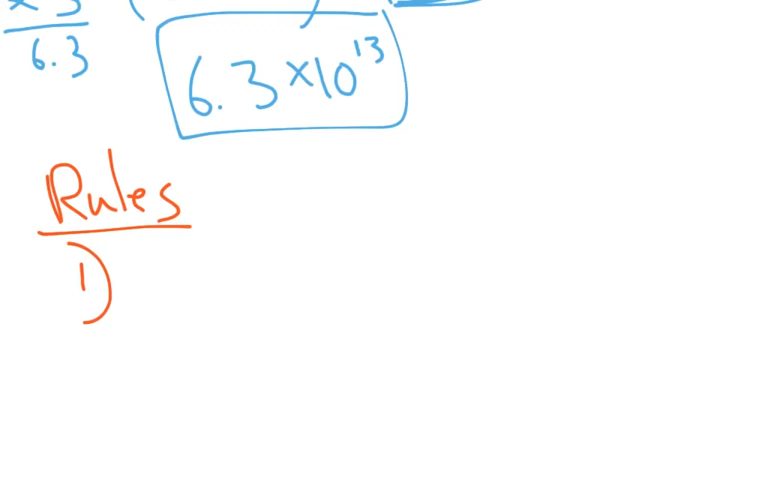 6.3
6.3 × 10¹³
Rules
1)